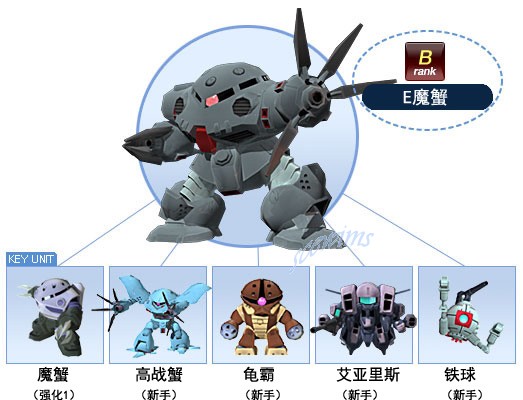 B
rank
E魔蟹
KEY UNIT
魔蟹
(强化1)
高战蟹
(新手)
龟霸
(新手)
艾亚里斯
(新手)
铁球
(新手)